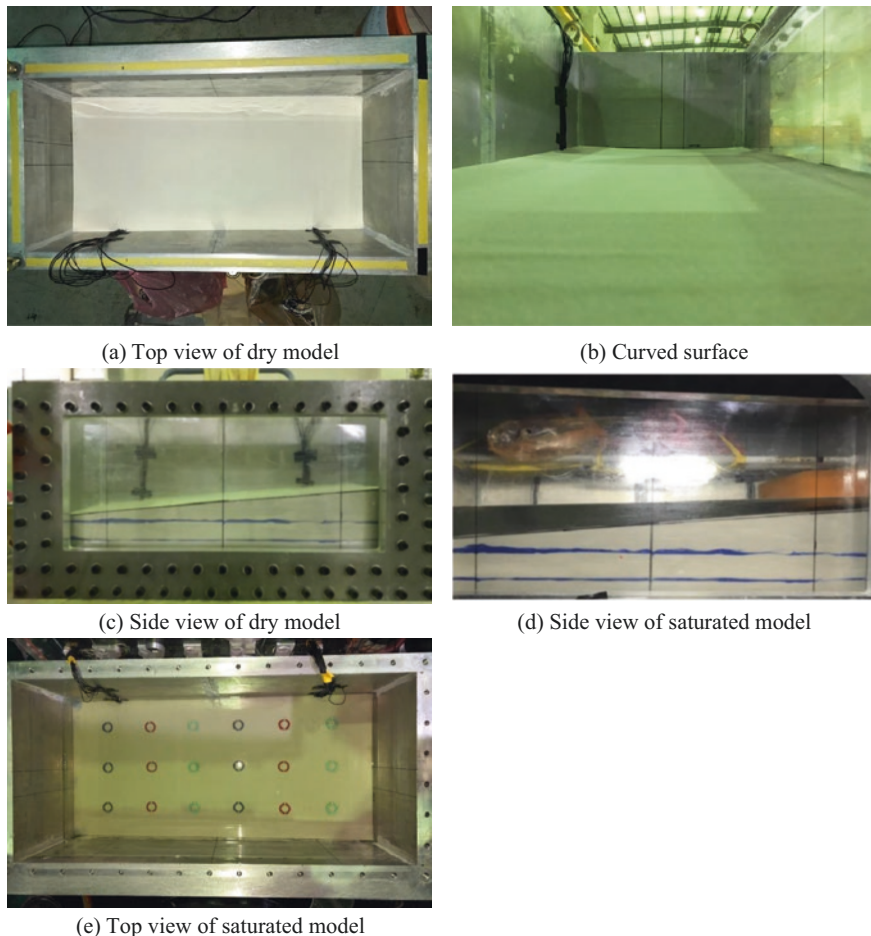 (a) Top view of dry model
(b) Curved surface
(c) Side view of dry model
(d) Side view of saturated model
(e) Top view of saturated model